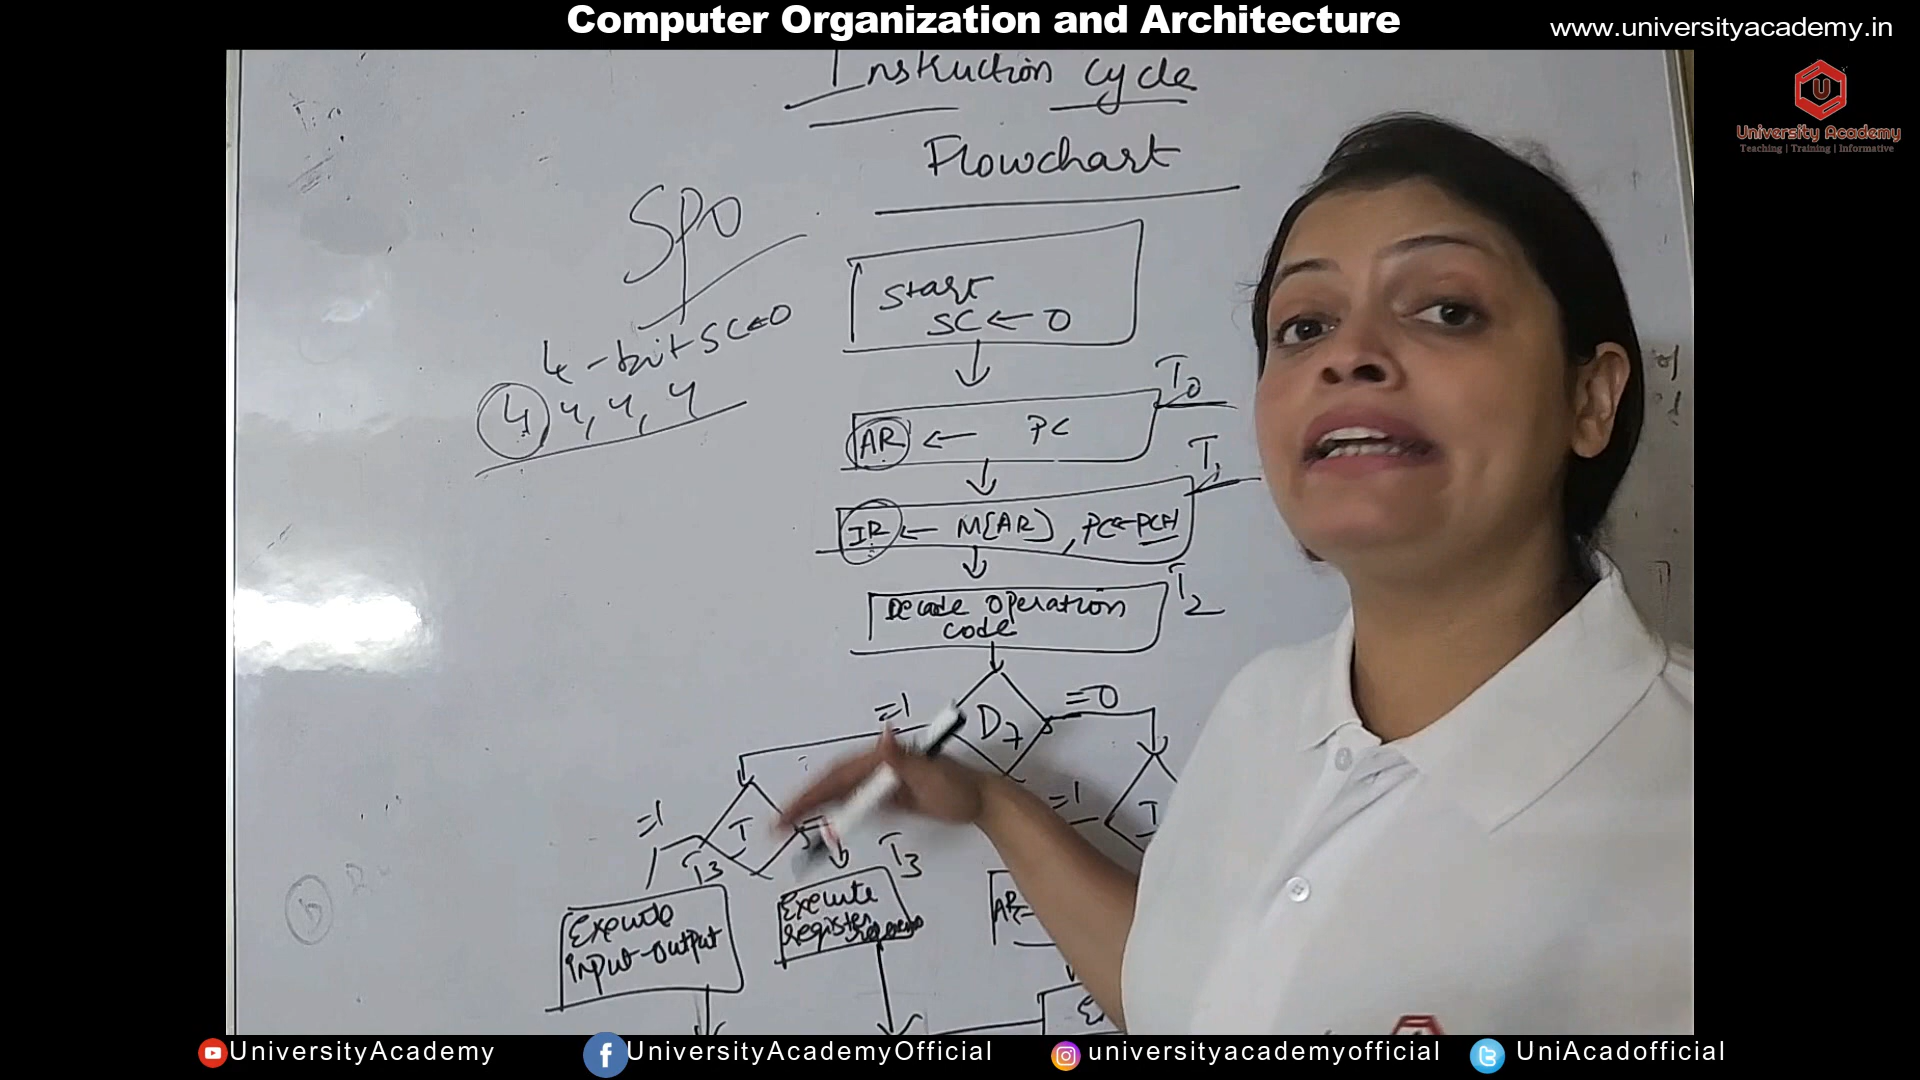 Computer Organization and Architecture
www.universityacademy.in
U
University Academy
Teaching | Training | Informative
Instruction cycle
Flowchart
SPO
4-bit SC←0
4 4, 4, 4
Start
SC ← 0
T0
AR ← PC
T1
IR ← M[AR), PC←PC+1
T2
Decode operation
code
D7
=1
=0
I
=1
T3
T3
I
=1
Execute
input-output
Execute
register
AR←
UniversityAcademy
UniversityAcademyOfficial
universityacademyofficial
UniAcadofficial